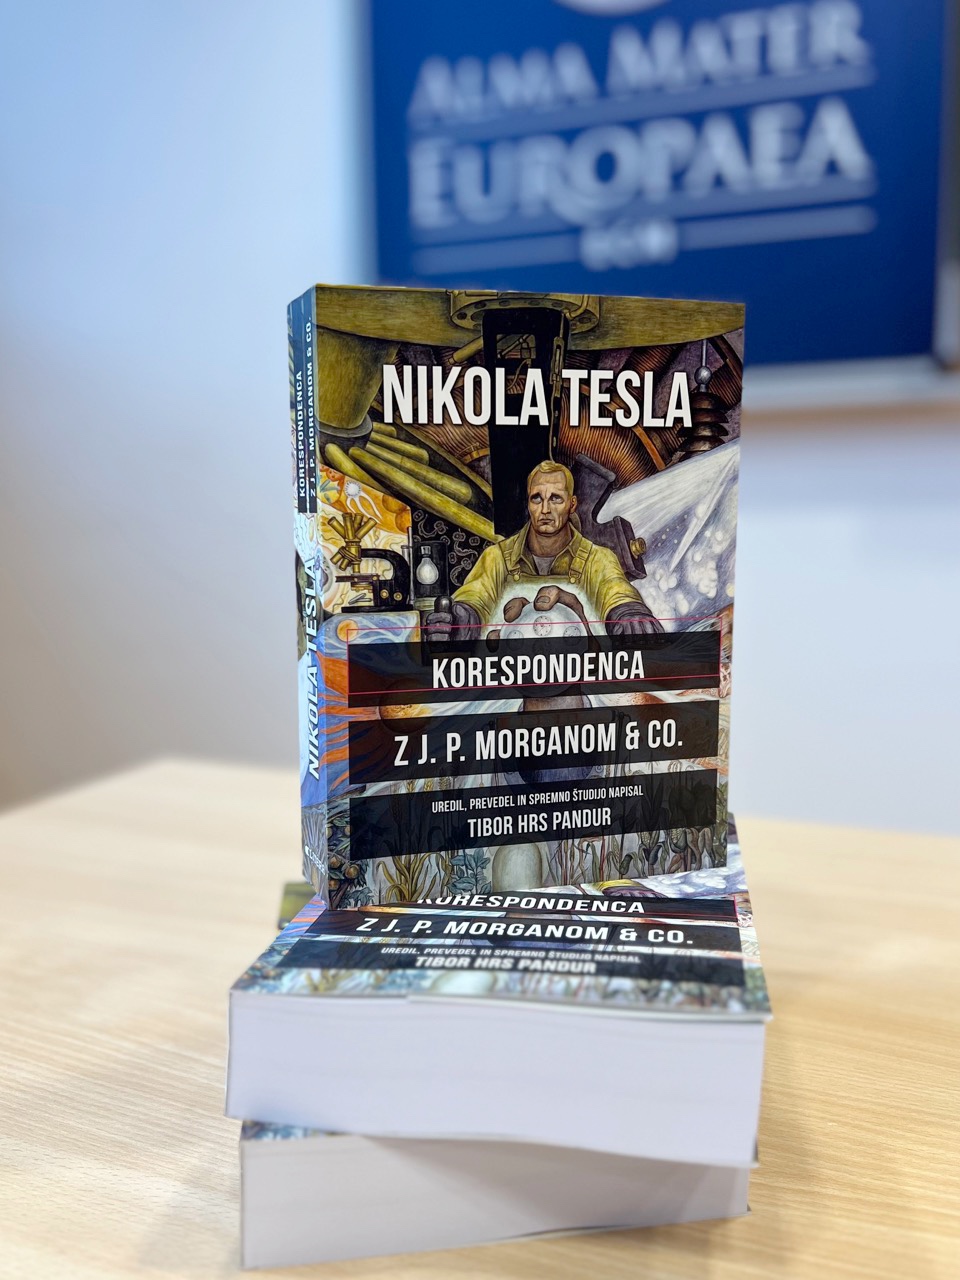 ALMA MATER
EUROPAEA
NIKOLA TESLA
KORESPONDENCA
Z J. P. MORGANOM & CO.
UREDIL, PREVEDEL IN SPREMNO ŠTUDIJO NAPISAL
TIBOR HRS PANDUR
NIKOLA TESLA
KORESPONDENCA
Z J. P. MORGANOM & CO.
KORESPONDENCA
Z J. P. MORGANOM & CO.
UREDIL, PREVEDEL IN SPREMNO ŠTUDIJO NAPISAL
TIBOR HRS PANDUR